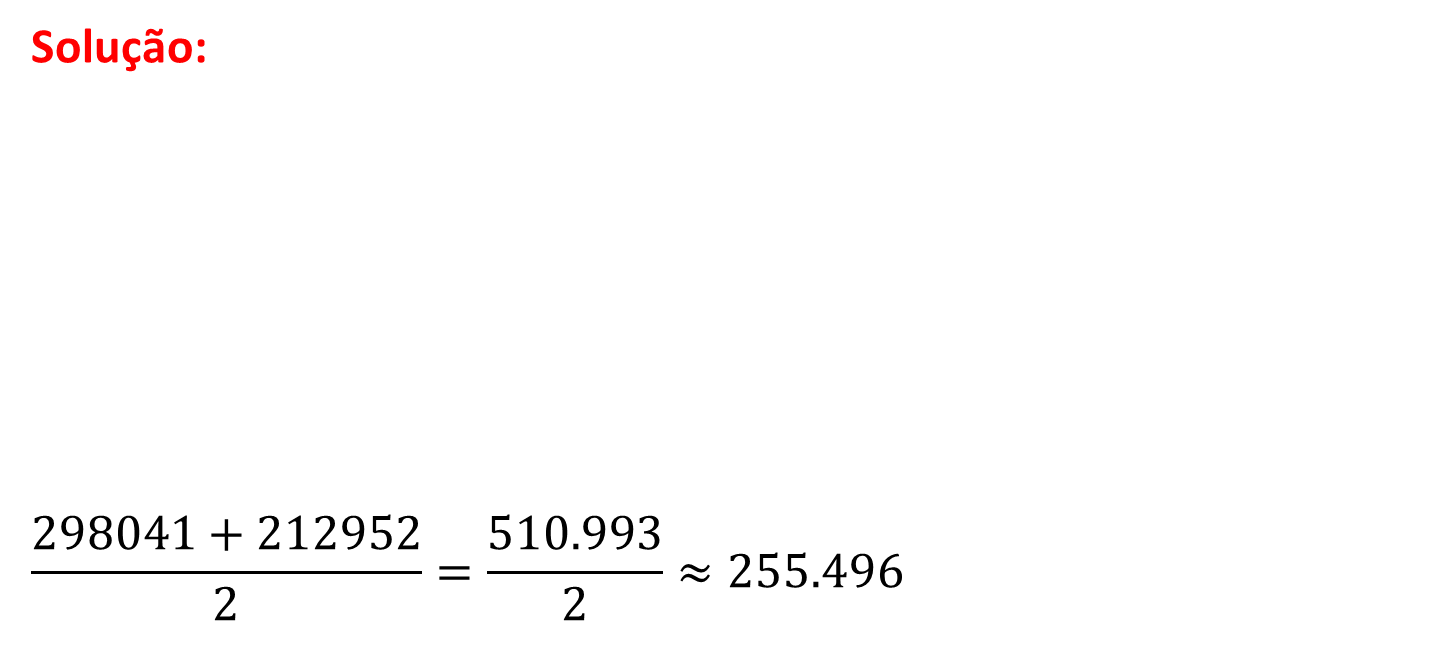 Solução:
298041 + 212952 / 2 = 510.993 / 2 ≈ 255.496